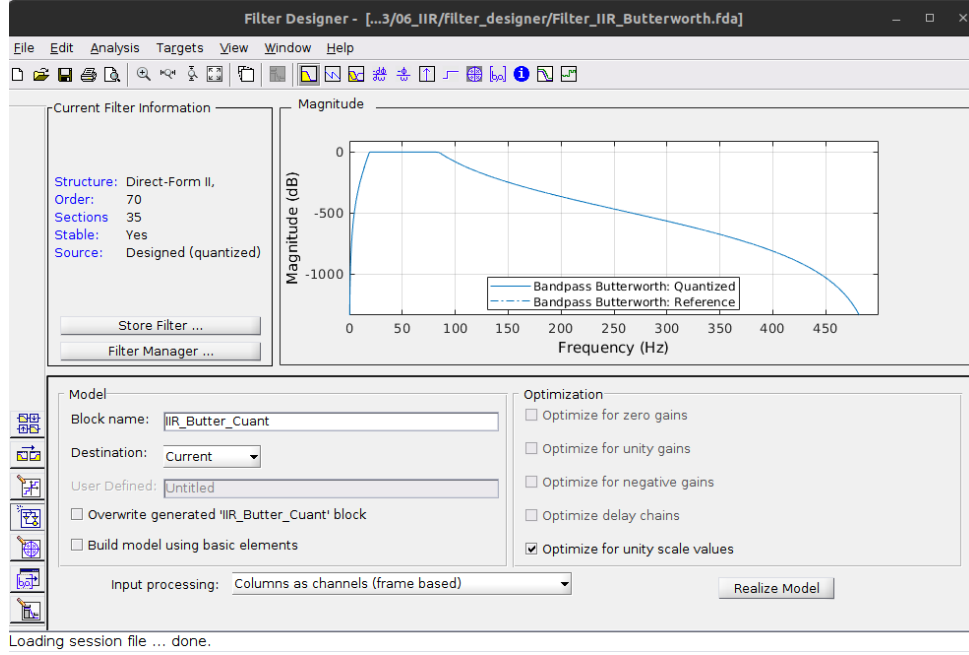 Filter Designer - [...3/06_IIR/filter_designer/Filter_IIR_Butterworth.fda]
File Edit Analysis Targets View Window Help
Current Filter Information
Structure: Direct-Form II,
Order: 70
Sections 35
Stable: Yes
Source: Designed (quantized)
Store Filter ...
Filter Manager ...
Magnitude
Magnitude (dB)
0
-500
-1000
Bandpass Butterworth: Quantized
Bandpass Butterworth: Reference
0 50 100 150 200 250 300 350 400 450
Frequency (Hz)
Model
Block name: IIR_Butter_Cuant
Destination: Current
User Defined: Untitled
Overwrite generated 'IIR_Butter_Cuant' block
Build model using basic elements
Optimization
Optimize for zero gains
Optimize for unity gains
Optimize for negative gains
Optimize delay chains
Optimize for unity scale values
Input processing: Columns as channels (frame based)
Realize Model
Loading session file ... done.